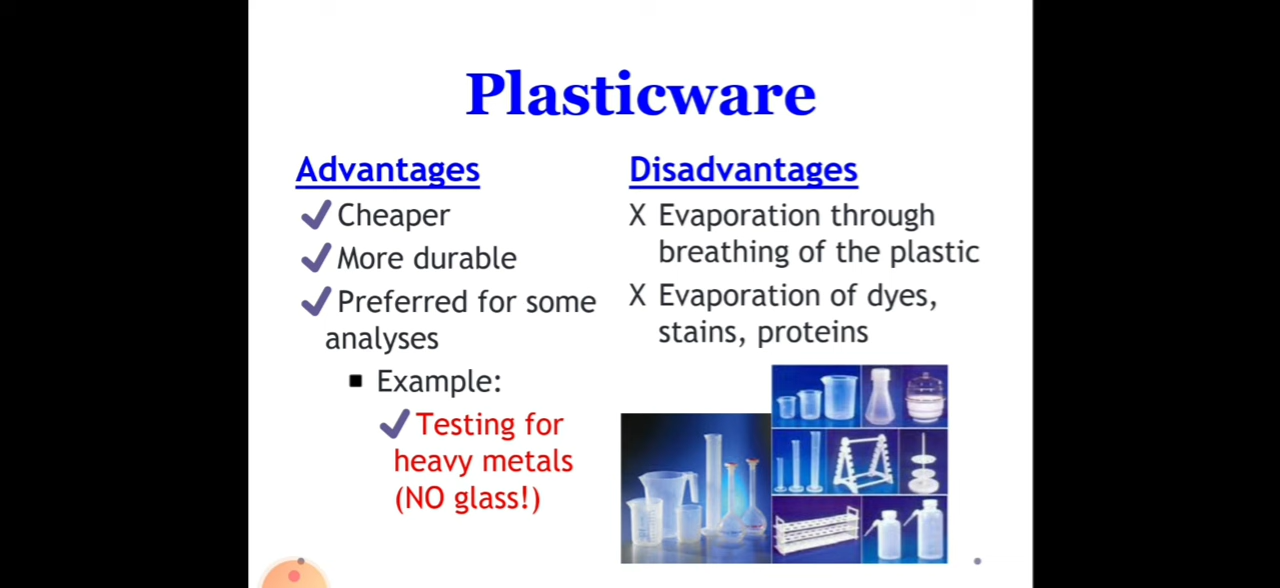 Plasticware
Advantages
✔ Cheaper
✔ More durable
✔ Preferred for some
analyses
▪ Example:
✔ Testing for
heavy metals
(NO glass!)
Disadvantages
X Evaporation through
breathing of the plastic
X Evaporation of dyes,
stains, proteins